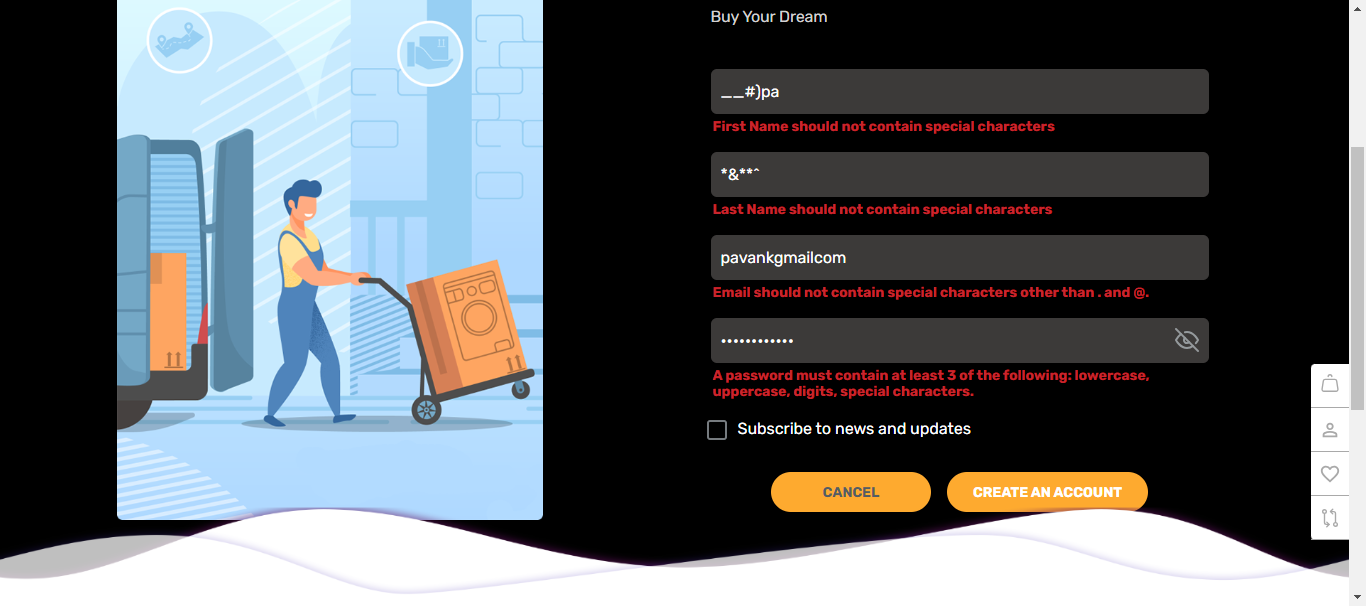 Buy Your Dream
__#)pa
First Name should not contain special characters
*&**^
Last Name should not contain special characters
pavankgmailcom
Email should not contain special characters other than . and @.
••••••••••••
A password must contain at least 3 of the following: lowercase,
uppercase, digits, special characters.
Subscribe to news and updates
CANCEL
CREATE AN ACCOUNT